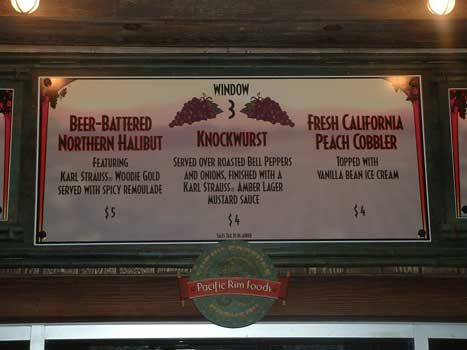 WINDOW
3
BEER-BATTERED
NORTHERN HALIBUT
FEATURING
KARL STRAUSS® WOODIE GOLD
SERVED WITH SPICY REMOULADE
$5
KNOCKWURST
SERVED OVER ROASTED BELL PEPPERS
AND ONIONS, FINISHED WITH A
KARL STRAUSS® AMBER LAGER
MUSTARD SAUCE
$4
FRESH CALIFORNIA
PEACH COBBLER
TOPPED WITH
VANILLA BEAN ICE CREAM
$4
Pacific Rim Foods